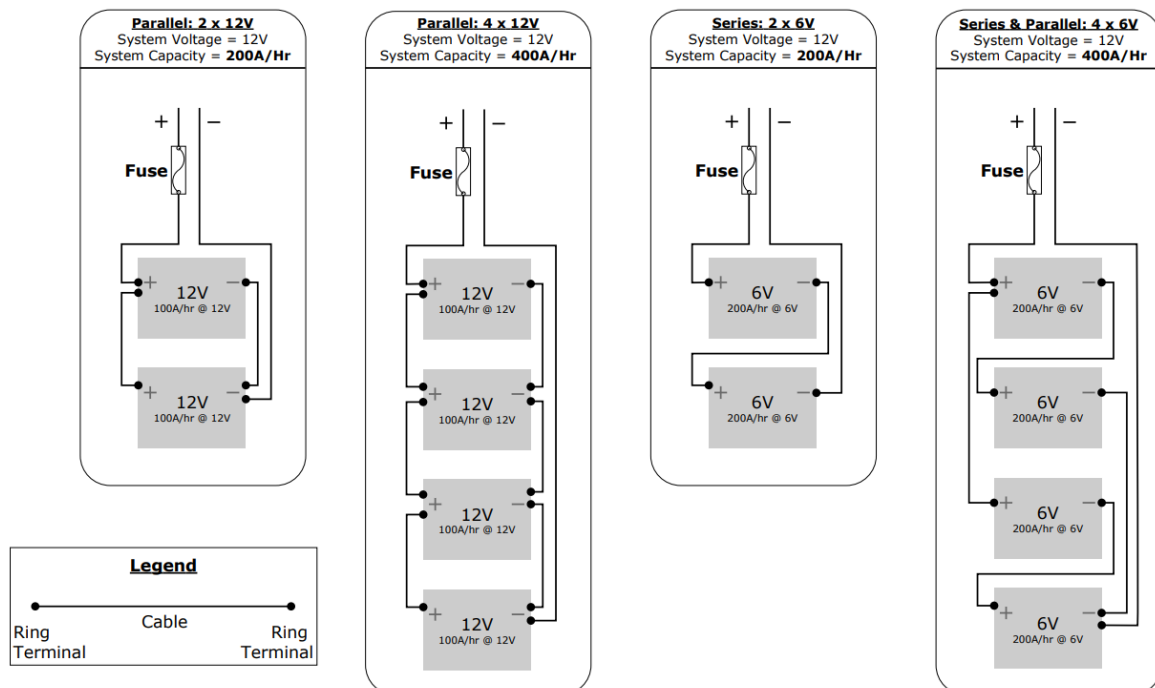 Parallel: 2 x 12V
System Voltage = 12V
System Capacity = 200A/Hr
+ −
Fuse
+ −
12V
100A/hr @ 12V
+ −
12V
100A/hr @ 12V
Parallel: 4 x 12V
System Voltage = 12V
System Capacity = 400A/Hr
+ −
Fuse
+ −
12V
100A/hr @ 12V
+ −
12V
100A/hr @ 12V
+ −
12V
100A/hr @ 12V
+ −
12V
100A/hr @ 12V
Series: 2 x 6V
System Voltage = 12V
System Capacity = 200A/Hr
+ −
Fuse
+ −
6V
200A/hr @ 6V
+ −
6V
200A/hr @ 6V
Series & Parallel: 4 x 6V
System Voltage = 12V
System Capacity = 400A/Hr
+ −
Fuse
+ −
6V
200A/hr @ 6V
+ −
6V
200A/hr @ 6V
+ −
6V
200A/hr @ 6V
+ −
6V
200A/hr @ 6V
Legend
Cable
Ring
Terminal
Ring
Terminal